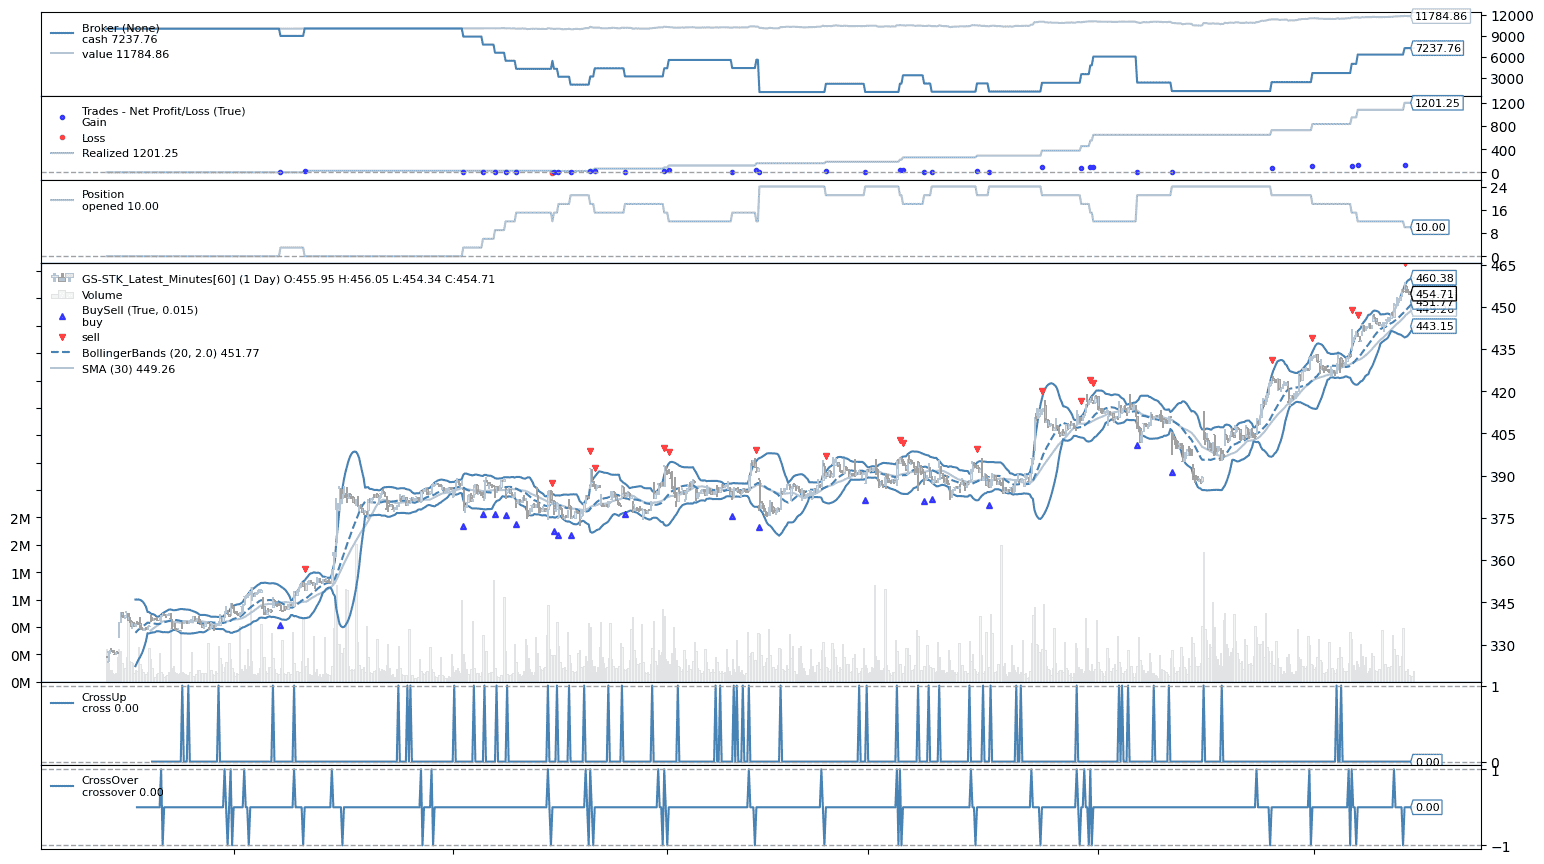 Broker (None)
cash 7237.76
value 11784.86
11784.86
7237.76
12000
9000
6000
3000
Trades - Net Profit/Loss (True)
Gain
Loss
Realized 1201.25
1201.25
1200
800
400
0
Position
opened 10.00
10.00
24
16
8
0
GS-STK_Latest_Minutes[60] (1 Day) O:455.95 H:456.05 L:454.34 C:454.71
Volume
BuySell (True, 0.015)
buy
sell
BollingerBands (20, 2.0) 451.77
SMA (30) 449.26
460.38
454.71
451.77
449.26
443.15
465
450
435
420
405
390
375
360
345
330
2M
2M
1M
1M
0M
0M
0M
CrossUp
cross 0.00
0.00
1
0
CrossOver
crossover 0.00
0.00
1
−1